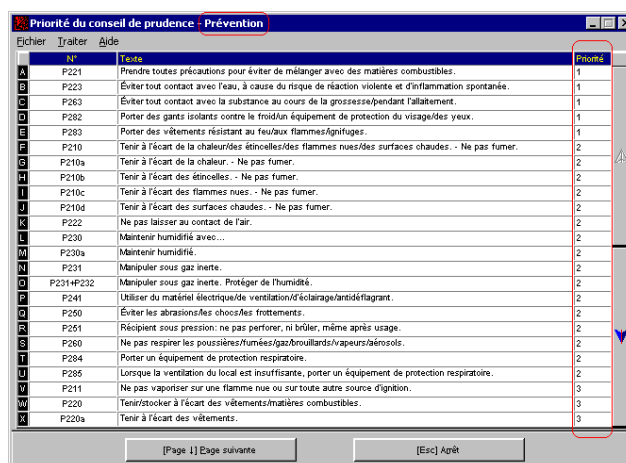 Priorité du conseil de prudence - Prévention
Fichier Traiter Aide
N° Texte Priorité
A P221 Prendre toutes précautions pour éviter de mélanger avec des matières combustibles. 1
B P223 Éviter tout contact avec l'eau, à cause du risque de réaction violente et d'inflammation spontanée. 1
C P263 Éviter tout contact avec la substance au cours de la grossesse/pendant l'allaitement. 1
D P282 Porter des gants isolants contre le froid/un équipement de protection du visage/des yeux. 1
E P283 Porter des vêtements résistant au feu/aux flammes/ignifuges. 1
F P210 Tenir à l'écart de la chaleur/des étincelles/des flammes nues/des surfaces chaudes. - Ne pas fumer. 2
G P210a Tenir à l'écart de la chaleur. - Ne pas fumer. 2
H P210b Tenir à l'écart des étincelles. - Ne pas fumer. 2
I P210c Tenir à l'écart des flammes nues. - Ne pas fumer. 2
J P210d Tenir à l'écart des surfaces chaudes. - Ne pas fumer. 2
K P222 Ne pas laisser au contact de l'air. 2
L P230 Maintenir humidifié avec... 2
M P230a Maintenir humidifié. 2
N P231 Manipuler sous gaz inerte. 2
O P231+P232 Manipuler sous gaz inerte. Protéger de l'humidité. 2
P P241 Utiliser du matériel électrique/de ventilation/d'éclairage/antidéflagrant. 2
Q P250 Éviter les abrasions/les chocs/les frottements. 2
R P251 Récipient sous pression: ne pas perforer, ni brûler, même après usage. 2
S P260 Ne pas respirer les poussières/fumées/gaz/brouillards/vapeurs/aérosols. 2
T P284 Porter un équipement de protection respiratoire. 2
U P285 Lorsque la ventilation du local est insuffisante, porter un équipement de protection respiratoire. 2
V P211 Ne pas vaporiser sur une flamme nue ou sur toute autre source d'ignition. 3
W P220 Tenir/stocker à l'écart des vêtements/matières combustibles. 3
X P220a Tenir à l'écart des vêtements. 3
[Page ↓] Page suivante [Esc] Arrêt